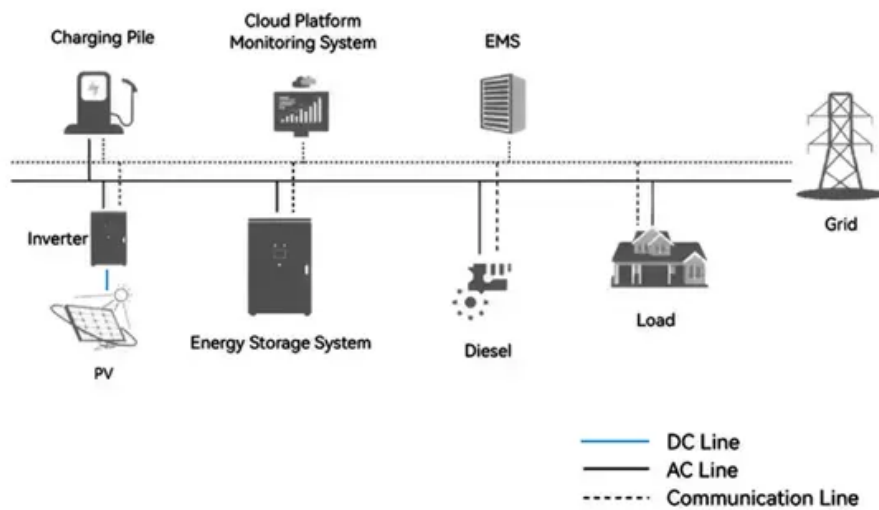 Charging Pile
Cloud Platform
Monitoring System
EMS
Grid
Inverter
PV
Energy Storage System
Diesel
Load
DC Line
AC Line
Communication Line